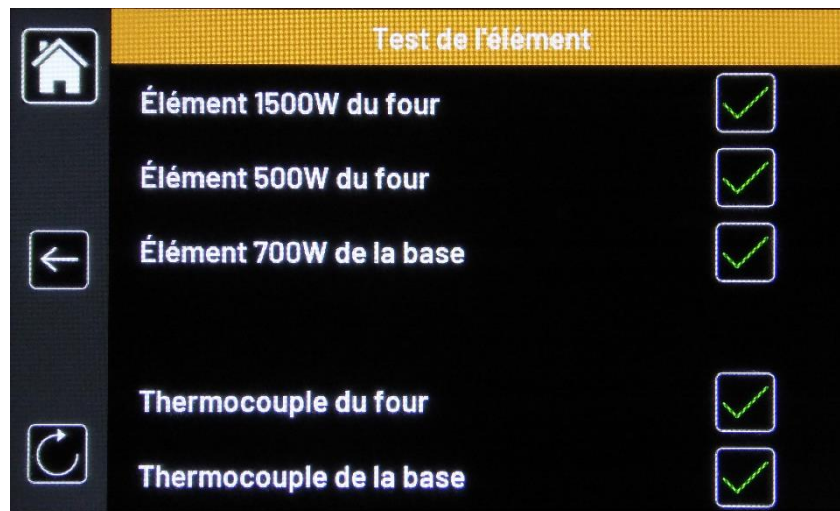 Test de l'élément
Élément 1500W du four
Élément 500W du four
Élément 700W de la base
Thermocouple du four
Thermocouple de la base